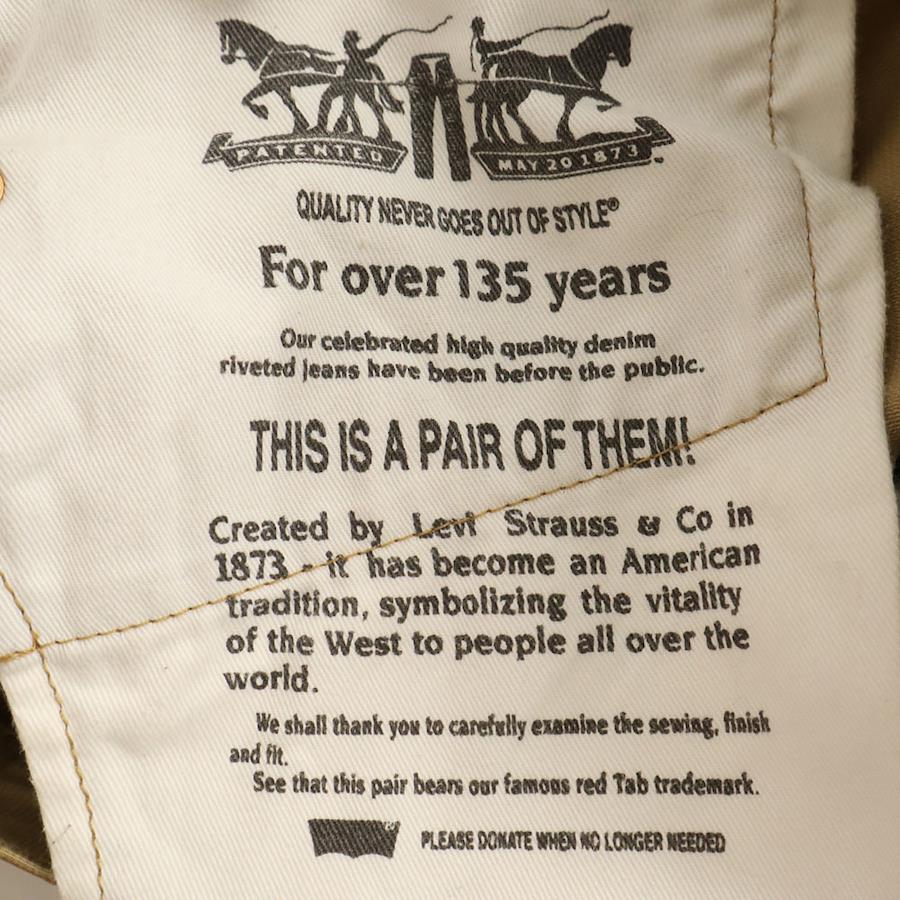 PATENTED MAY 20 1873 ™
QUALITY NEVER GOES OUT OF STYLE®
For over 135 years
Our celebrated high quality denim
riveted jeans have been before the public.
THIS IS A PAIR OF THEM!
Created by Levi Strauss & Co in
1873 - it has become an American
tradition, symbolizing the vitality
of the West to people all over the
world.
We shall thank you to carefully examine the sewing, finish
and fit.
See that this pair bears our famous red Tab trademark.
® PLEASE DONATE WHEN NO LONGER NEEDED